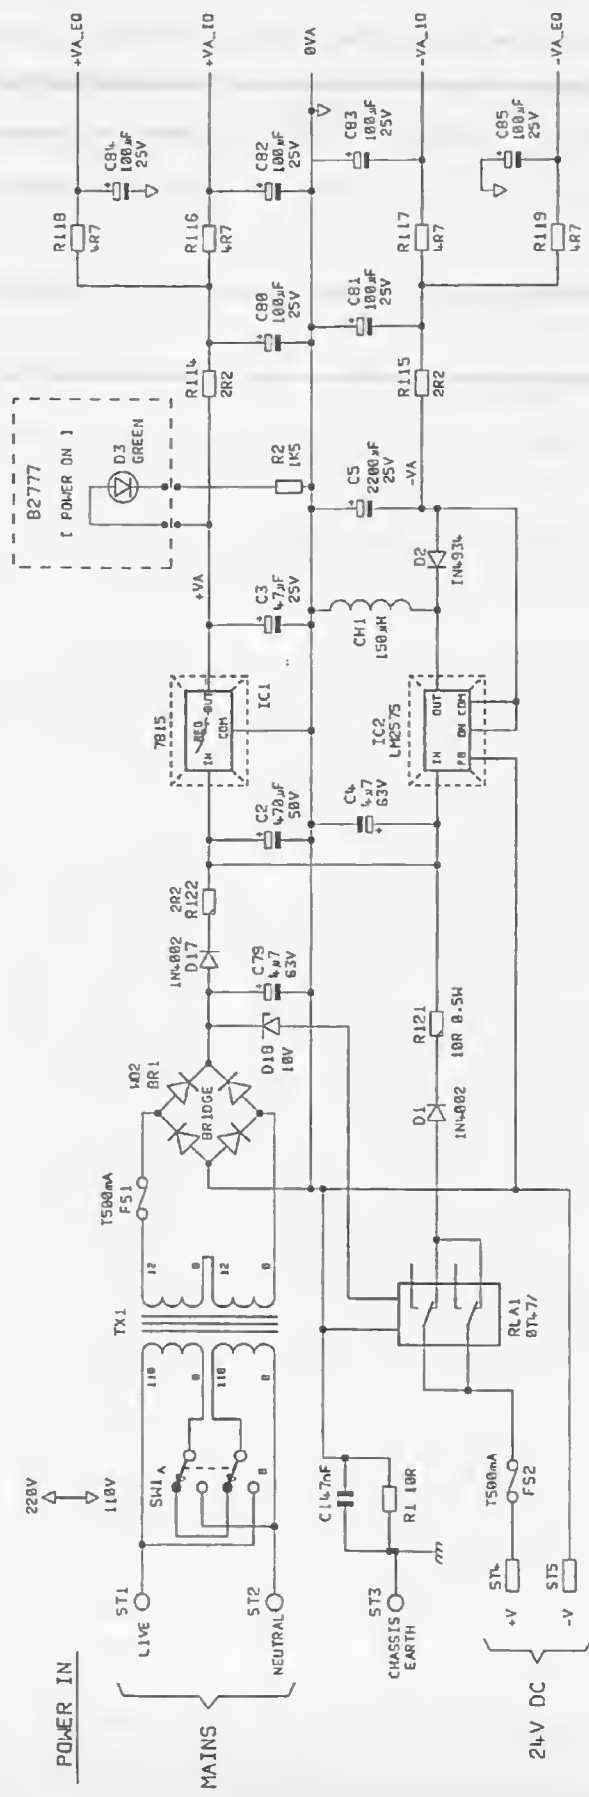 POWER IN
MAINS
220V
110V
ST1
LIVE
ST2
NEUTRAL
ST3
CHASSIS
EARTH
24V DC
ST4
+V
ST5
-V
SW1
A
B
TX1
110
0
110
0
12
0
12
0
T500mA
FS1
T500mA
FS2
C1 47nF
R1 10R
RLA1
0T47/
WO2
BR1
BRIDGE
D18
10V
C79
4µ7
63V
1N4002
D17
2R2
R122
D1
1N4002
R121
10R 0.5W
C2
470µF
50V
C4
4µ7
63V
7815
REG
IN
OUT
COM
IC1
IC2
LM2575
IN
OUT
FB
ON
COM
CH1
150µH
D2
1N4934
C3
47µF
25V
+VA
B2777
[ POWER ON ]
D3
GREEN
R2
1K5
C5
2200µF
25V
-VA
R114
2R2
R115
2R2
C80
100µF
25V
C81
100µF
25V
R118
4R7
R116
4R7
R117
4R7
R119
4R7
C84
100µF
25V
C82
100µF
25V
C83
100µF
25V
C85
100µF
25V
+VA_EQ
+VA_IO
0VA
-VA_IO
-VA_EQ